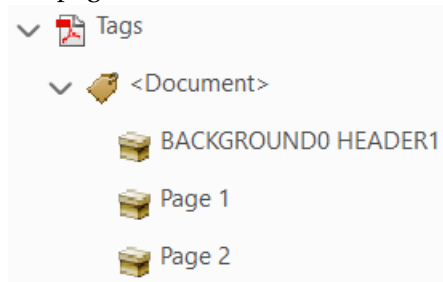 Tags
<Document>
BACKGROUND0 HEADER1
Page 1
Page 2